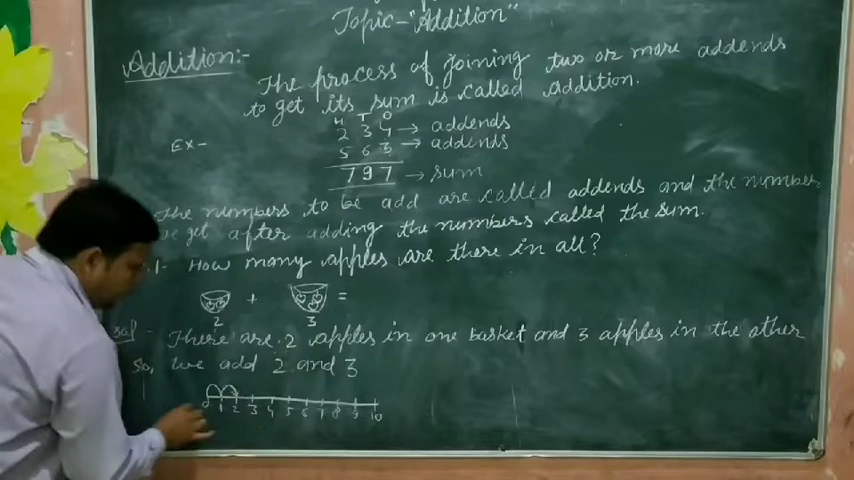 Topic - "Addition"
Addition:-
The process of joining two or more addends
to get its sum is called addition.
H T O
Ex - 2 3 4 → addends
5 6 3 → addends
7 9 7 → sum
The numbers to be add are called addends and the number
we get after adding the numbers called the sum.
.1- How many apples are there in all?
+ =
2 3
sol - There are 2 apples in one basket and 3 apples in the other
So, we add 2 and 3
0 1 2 3 4 5 6 7 8 9 10